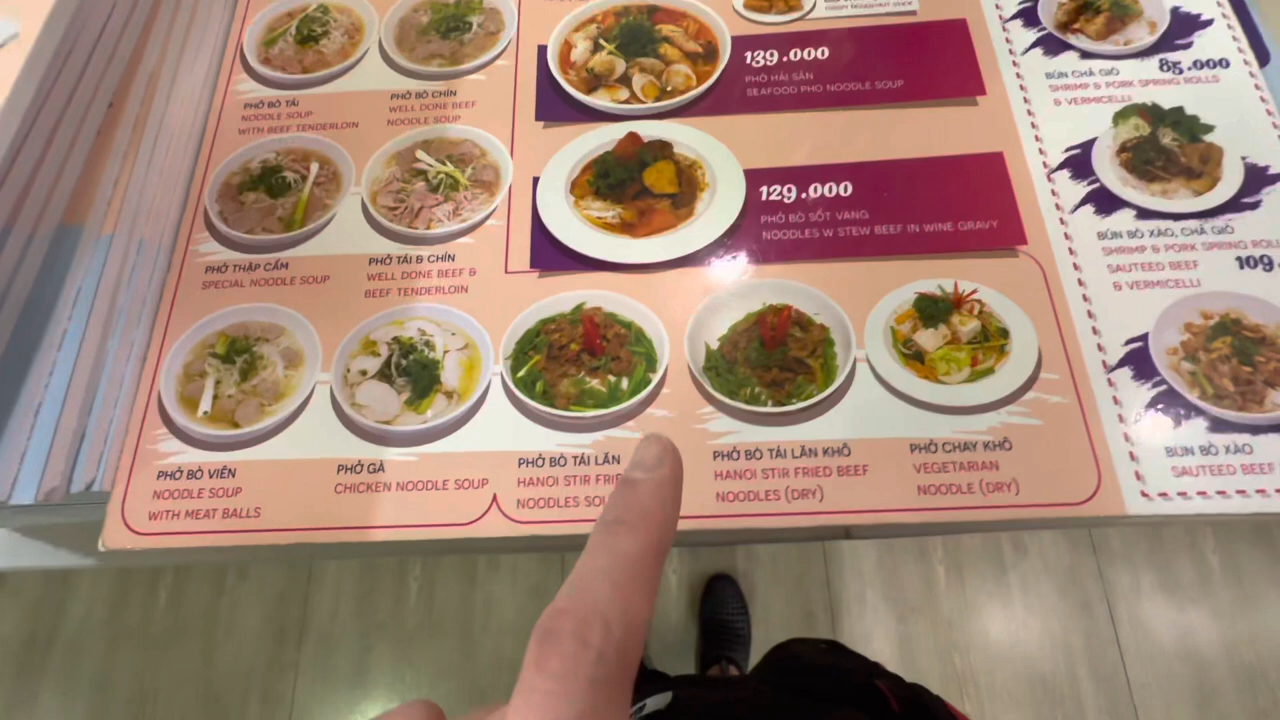 139.000
PHỞ HẢI SẢN
SEAFOOD PHO NOODLE SOUP
BÚN CHẢ GIÒ 85.000
SHRIMP & PORK SPRING ROLLS
& VERMICELLI
PHỞ BÒ TÁI
NOODLE SOUP
WITH BEEF TENDERLOIN
PHỞ BÒ CHÍN
WELL DONE BEEF
NOODLE SOUP
129.000
PHỞ BÒ SỐT VANG
NOODLES W STEW BEEF IN WINE GRAVY
BÚN BÒ XÀO, CHẢ GIÒ
SHRIMP & PORK SPRING
SAUTEED BEEF 109.
& VERMICELLI
PHỞ THẬP CẨM
SPECIAL NOODLE SOUP
PHỞ TÁI & CHÍN
WELL DONE BEEF &
BEEF TENDERLOIN
PHỞ BÒ VIÊN
NOODLE SOUP
WITH MEAT BALLS
PHỞ GÀ
CHICKEN NOODLE SOUP
PHỞ BÒ TÁI LĂN
HANOI STIR
NOODLES
PHỞ BÒ TÁI LĂN KHÔ
HANOI STIR FRIED BEEF
NOODLES (DRY)
PHỞ CHAY KHÔ
VEGETARIAN
NOODLE (DRY)
BÚN BÒ XÀO
SAUTEED BEEF